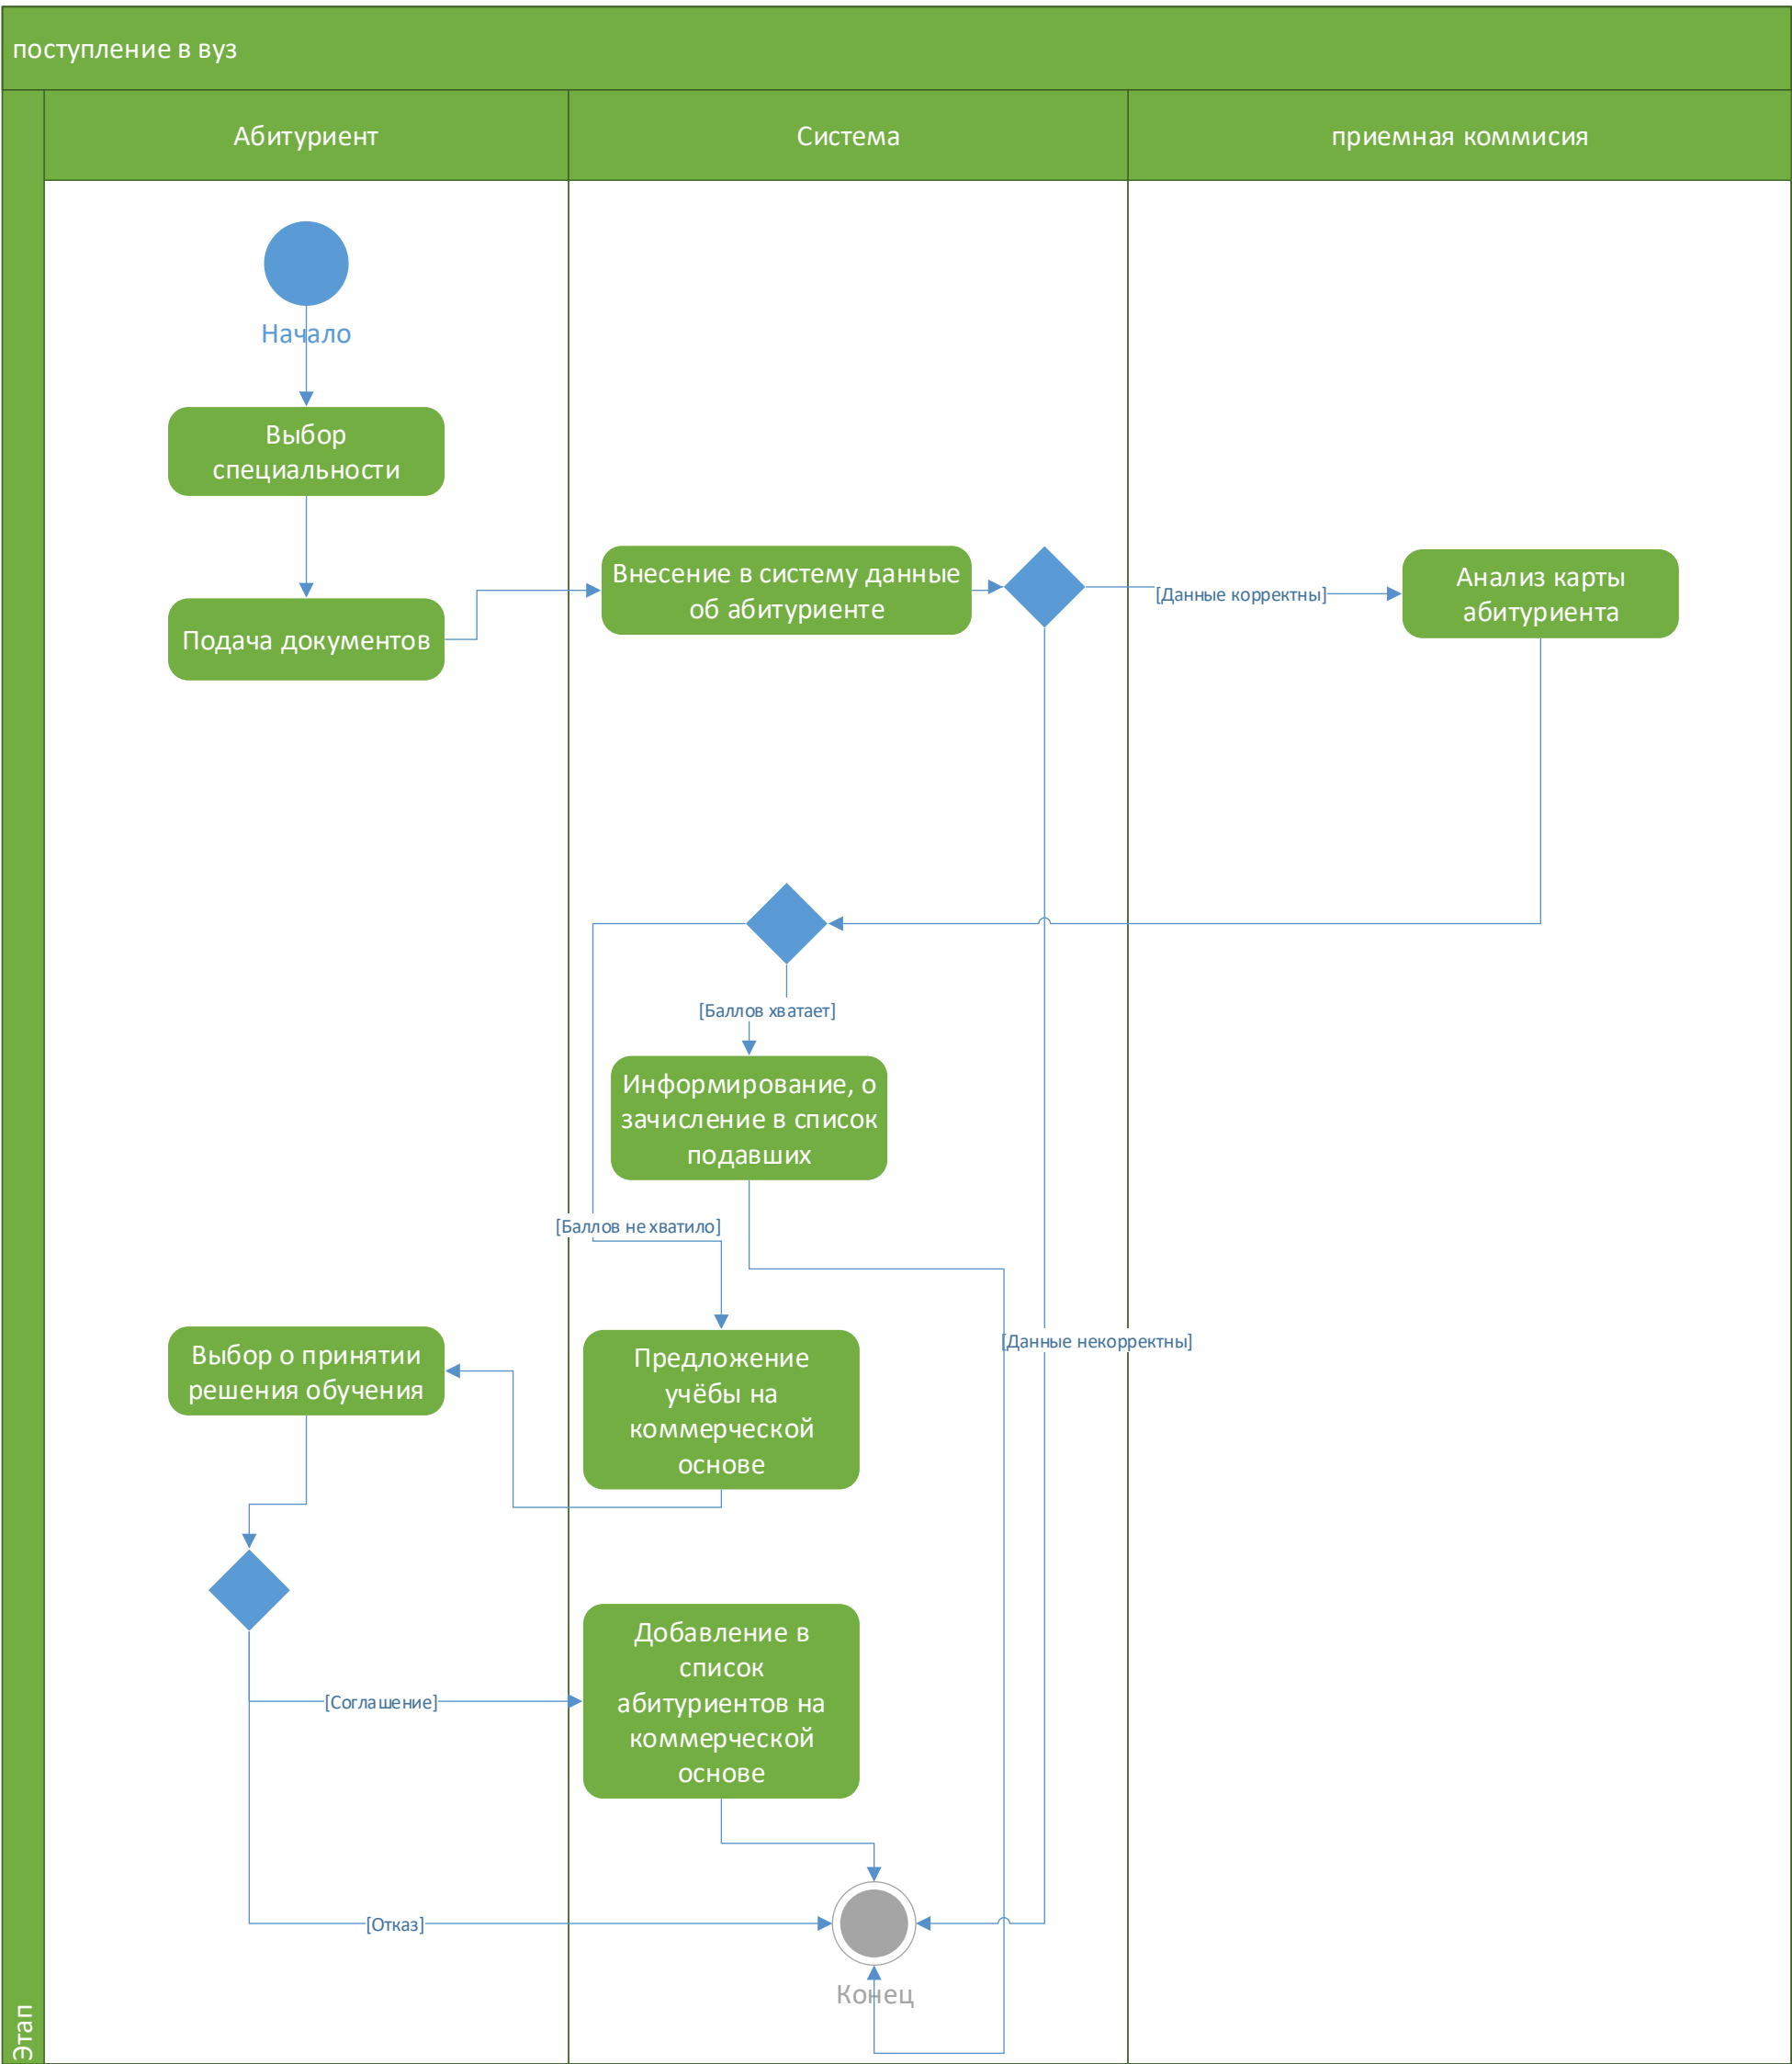 поступление в вуз
Абитуриент
Система
приемная коммисия
Начало
Выбор
специальности
Подача документов
Внесение в систему данные
об абитуриенте
[Данные корректны]
Анализ карты
абитуриента
[Баллов хватает]
Информирование, о
зачисление в список
подавших
[Баллов не хватило]
Выбор о принятии
решения обучения
Предложение
учёбы на
коммерческой
основе
[Данные некорректны]
Добавление в
список
абитуриентов на
коммерческой
основе
[Соглашение]
[Отказ]
Конец
Этап